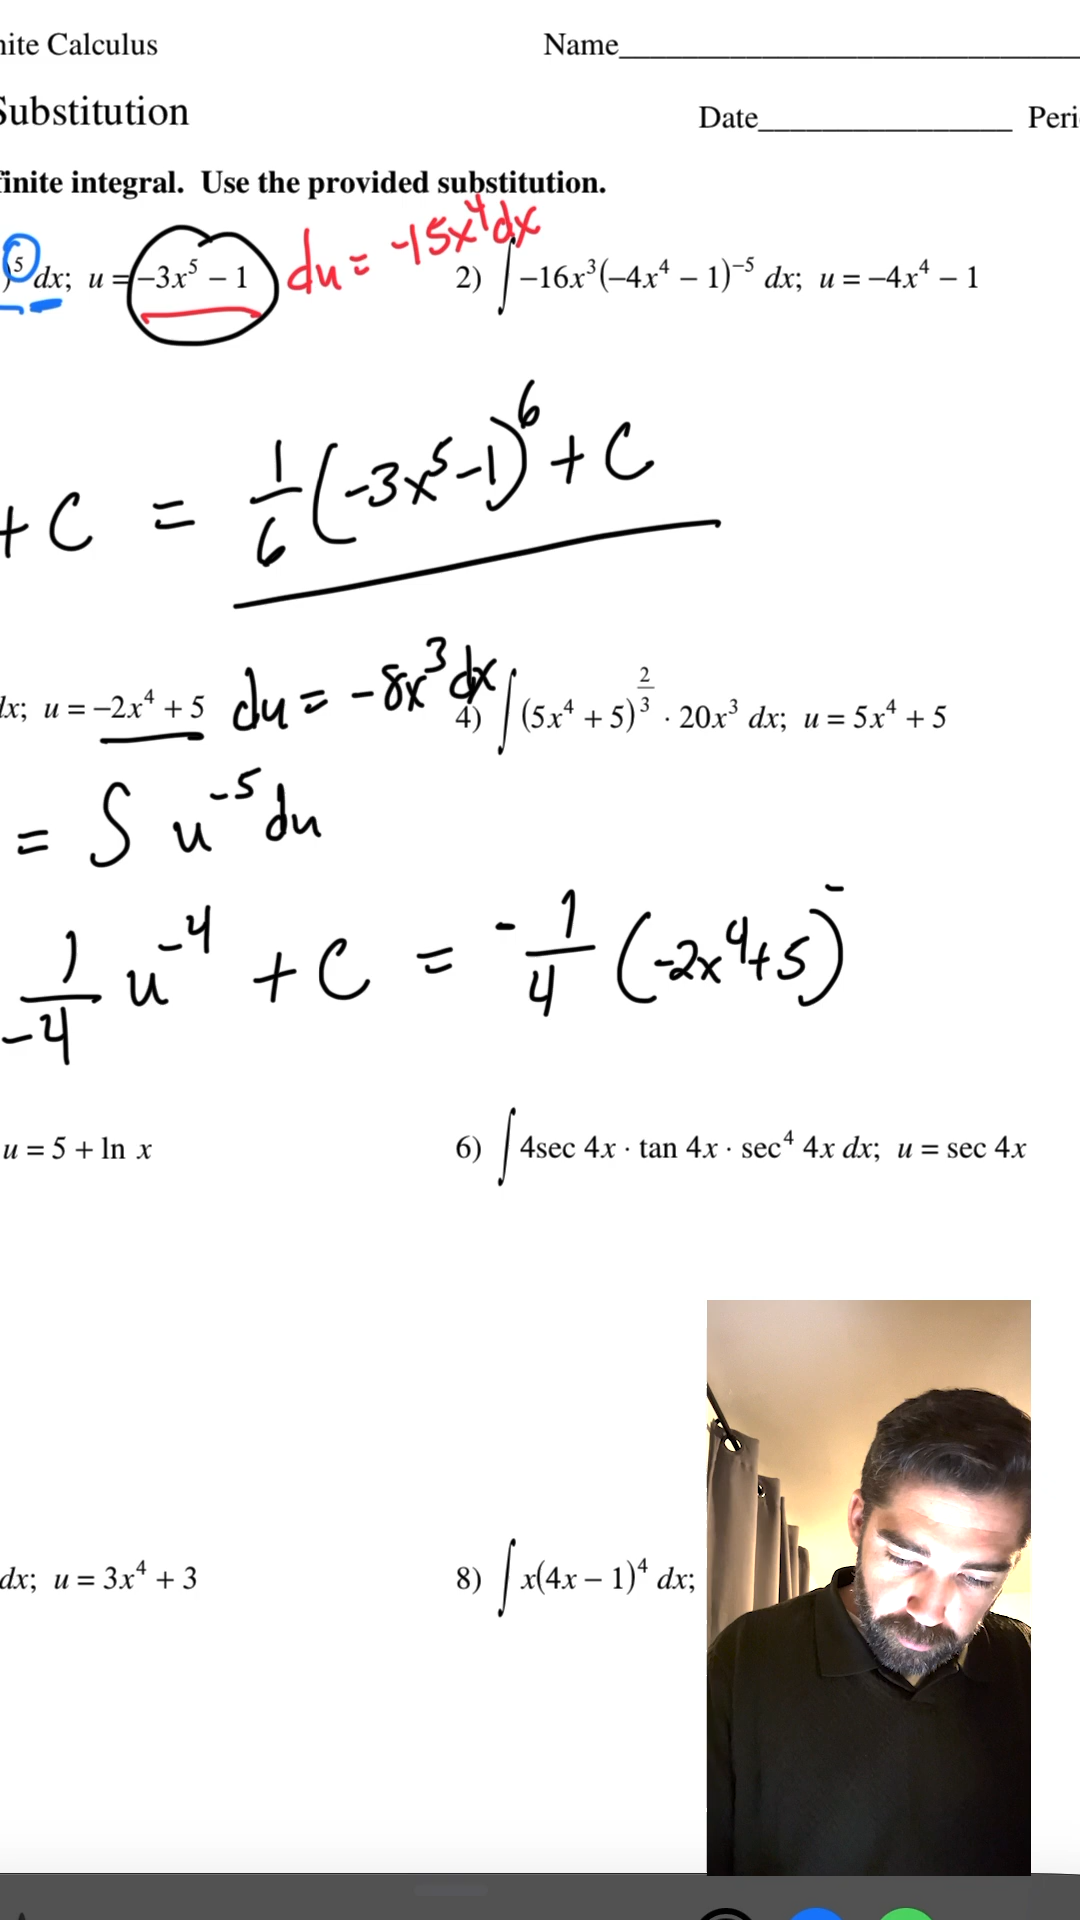 nite Calculus Name
Substitution Date Peri
finite integral. Use the provided substitution.
)⁵ dx; u = −3x⁵ − 1 du = -15x⁴dx 2) ∫ −16x³(−4x⁴ − 1)⁻⁵ dx; u = −4x⁴ − 1
+ C = 1/6 (-3x⁵-1)⁶ + C
dx; u = −2x⁴ + 5 du = -8x³dx 4) ∫ (5x⁴ + 5)^(2/3) · 20x³ dx; u = 5x⁴ + 5
= ∫ u⁻⁵ du
1/-4 u⁻⁴ + C = -1/4 (-2x⁴+5)⁻
u = 5 + ln x 6) ∫ 4sec 4x · tan 4x · sec⁴ 4x dx; u = sec 4x
dx; u = 3x⁴ + 3 8) ∫ x(4x − 1)⁴ dx;